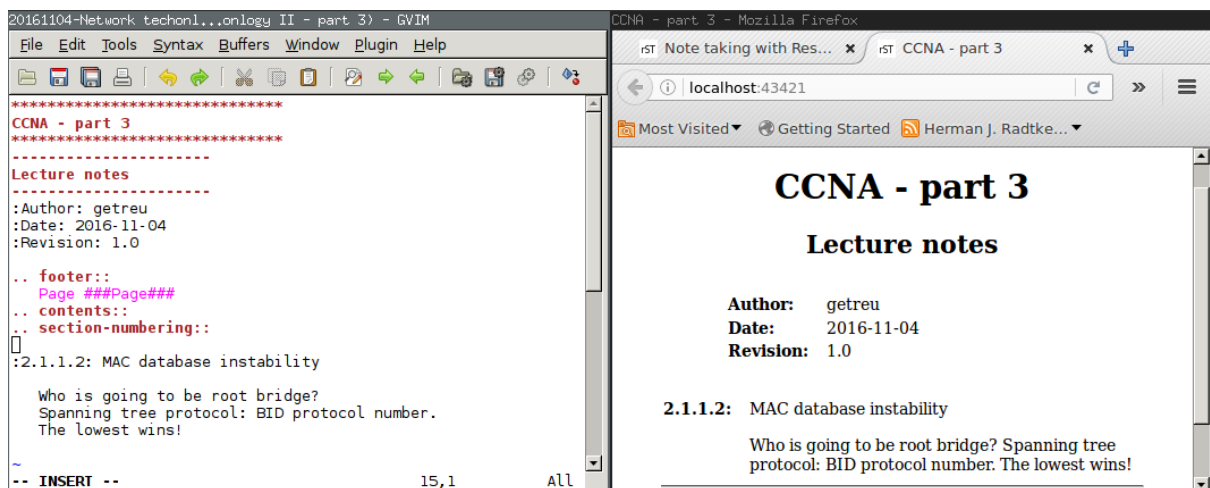 20161104-Network techonl...onlogy II - part 3) - GVIM
File Edit Tools Syntax Buffers Window Plugin Help
******************************
CCNA - part 3
******************************
----------------------
Lecture notes
----------------------
:Author: getreu
:Date: 2016-11-04
:Revision: 1.0
.. footer::
Page ###Page###
.. contents::
.. section-numbering::
:2.1.1.2: MAC database instability
Who is going to be root bridge?
Spanning tree protocol: BID protocol number.
The lowest wins!
~
-- INSERT -- 15,1 All
CCNA - part 3 - Mozilla Firefox
rST Note taking with Res... × rST CCNA - part 3 ×
localhost:43421
Most Visited Getting Started Herman J. Radtke...
CCNA - part 3
Lecture notes
Author: getreu
Date: 2016-11-04
Revision: 1.0
2.1.1.2: MAC database instability
Who is going to be root bridge? Spanning tree
protocol: BID protocol number. The lowest wins!